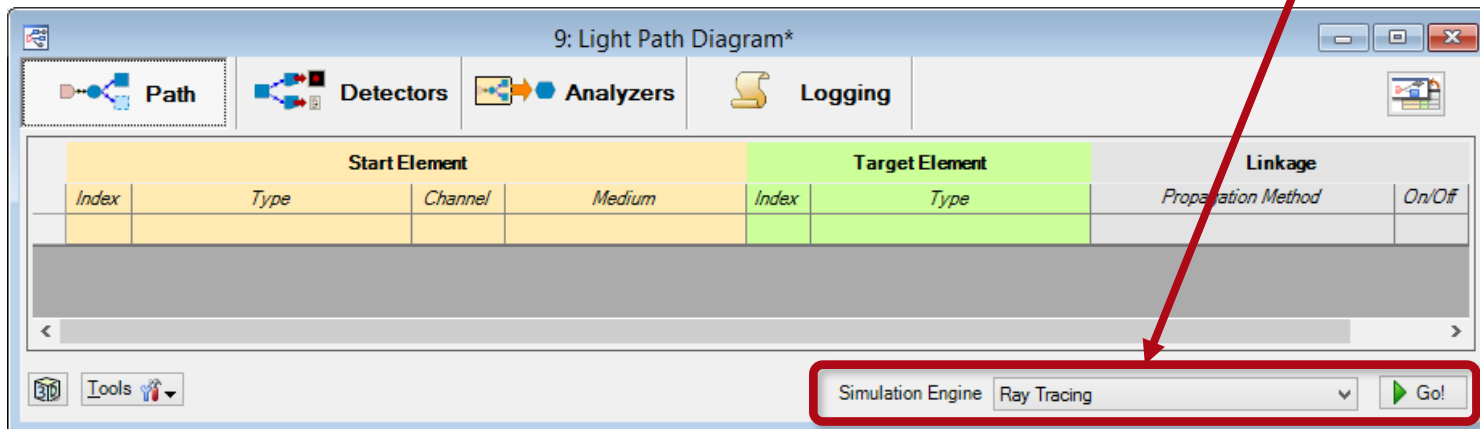 9: Light Path Diagram*
Path Detectors Analyzers Logging
Start Element Target Element Linkage
Index Type Channel Medium Index Type Propagation Method On/Off
3D Tools Simulation Engine Ray Tracing Go!